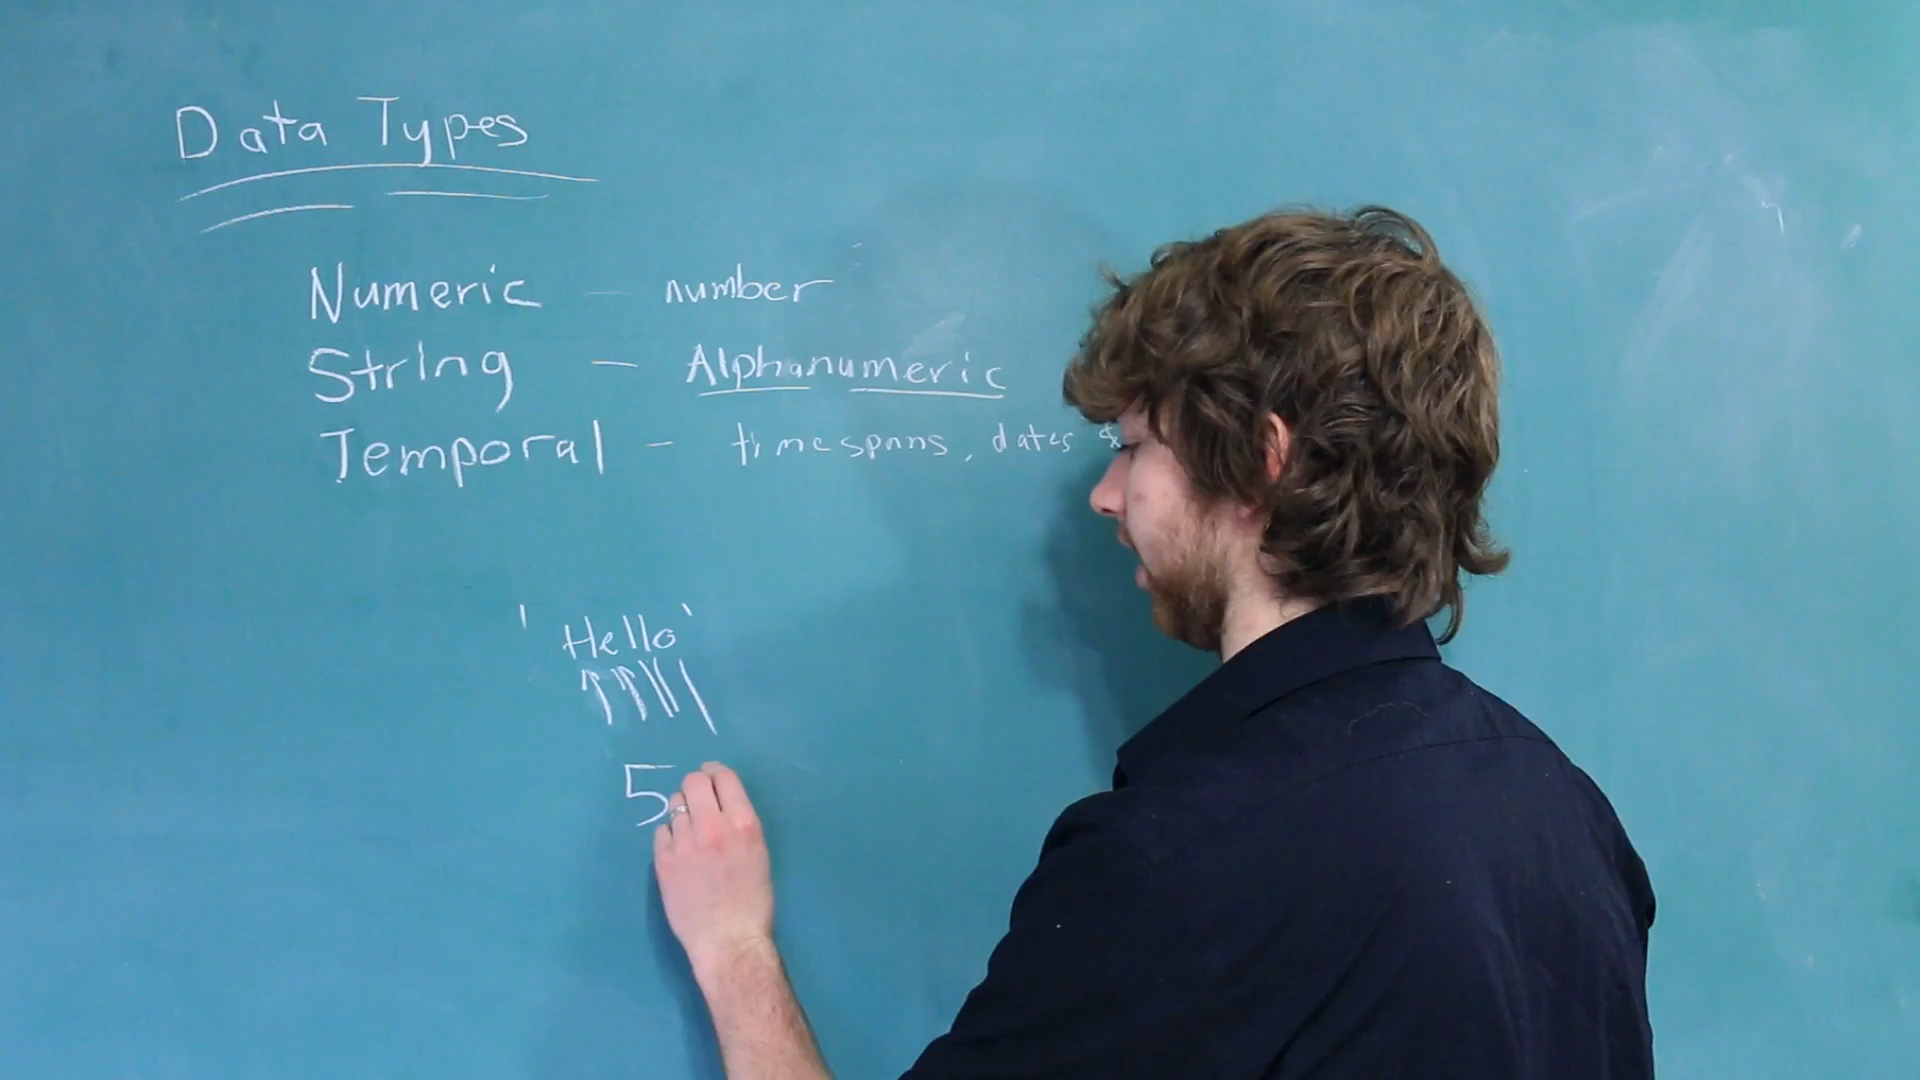 Data Types
Numeric - number
String - Alphanumeric
Temporal - timespans, dates &
'Hello'
5